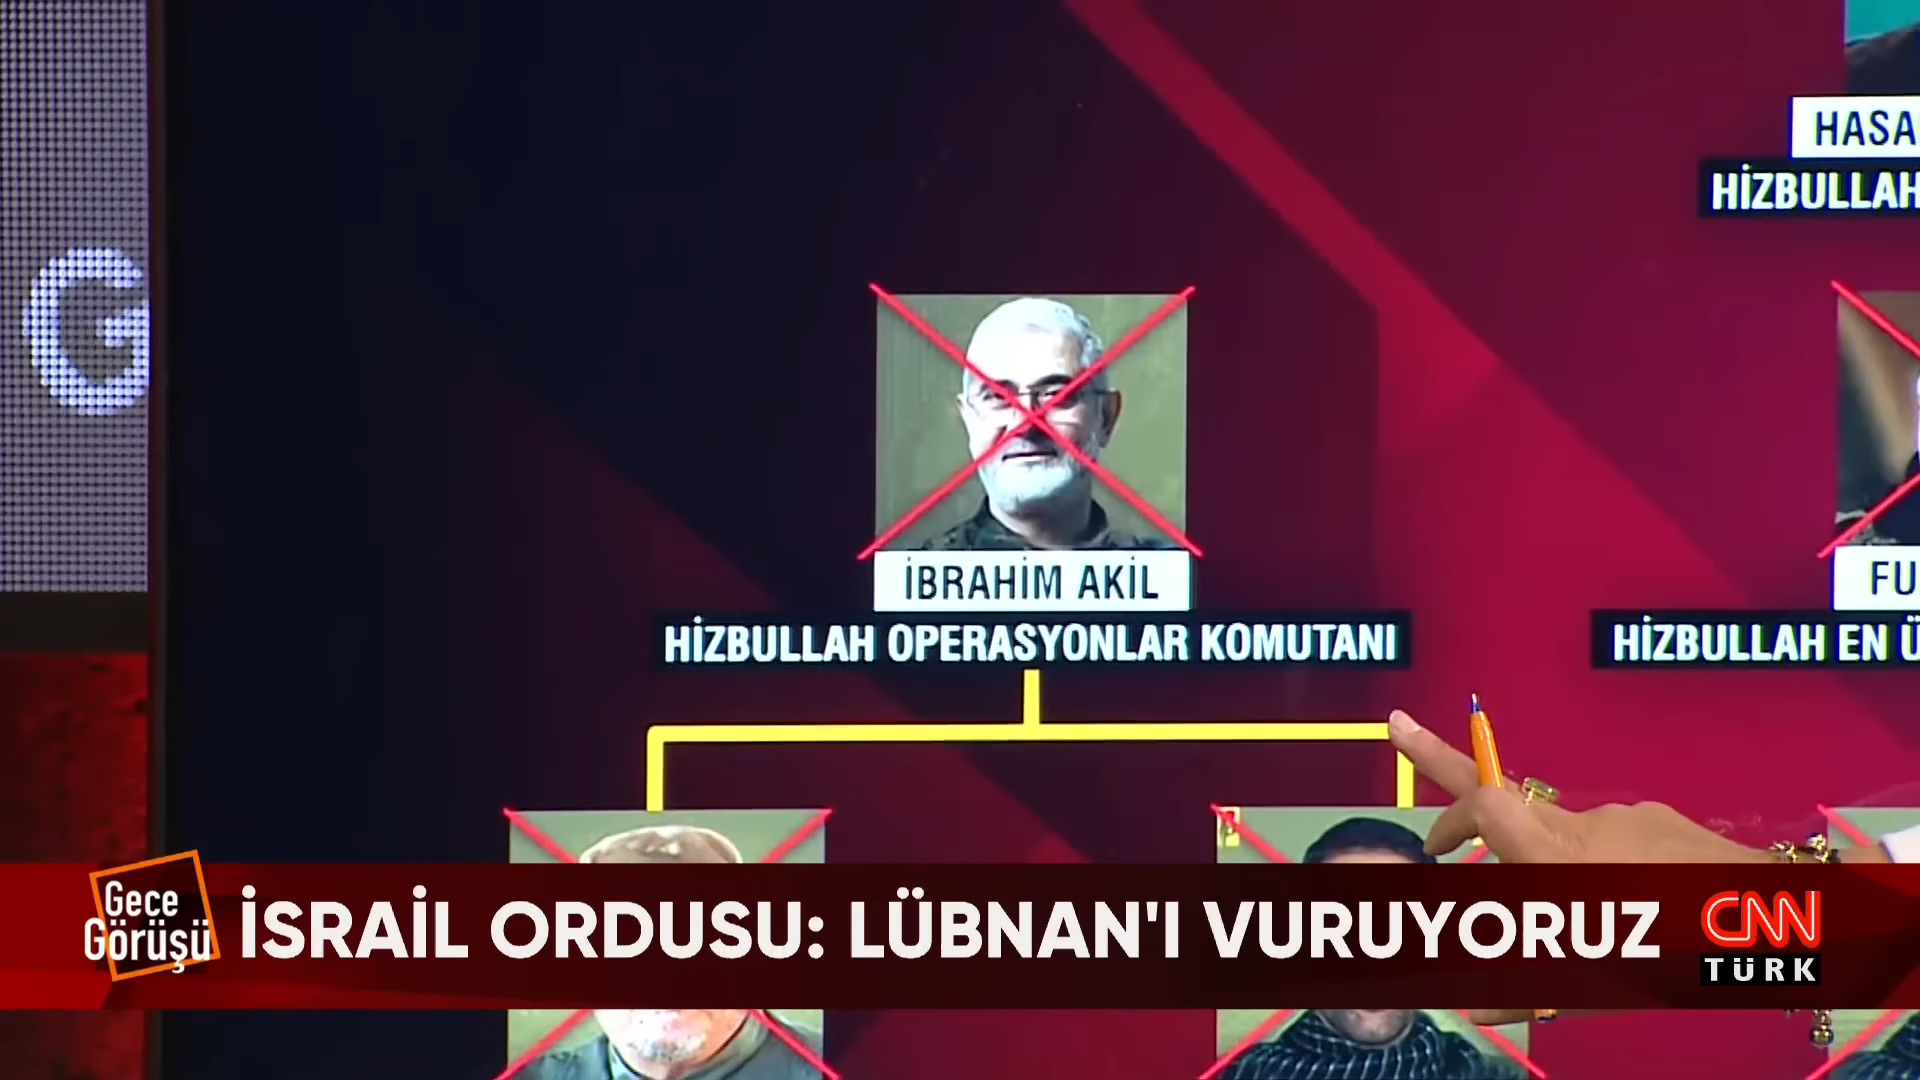 G
HASA
HİZBULLAH
İBRAHİM AKİL
HİZBULLAH OPERASYONLAR KOMUTANI
FU
HİZBULLAH EN Ü
Gece
Görüşü
İSRAİL ORDUSU: LÜBNAN'I VURUYORUZ
CNN
TÜRK